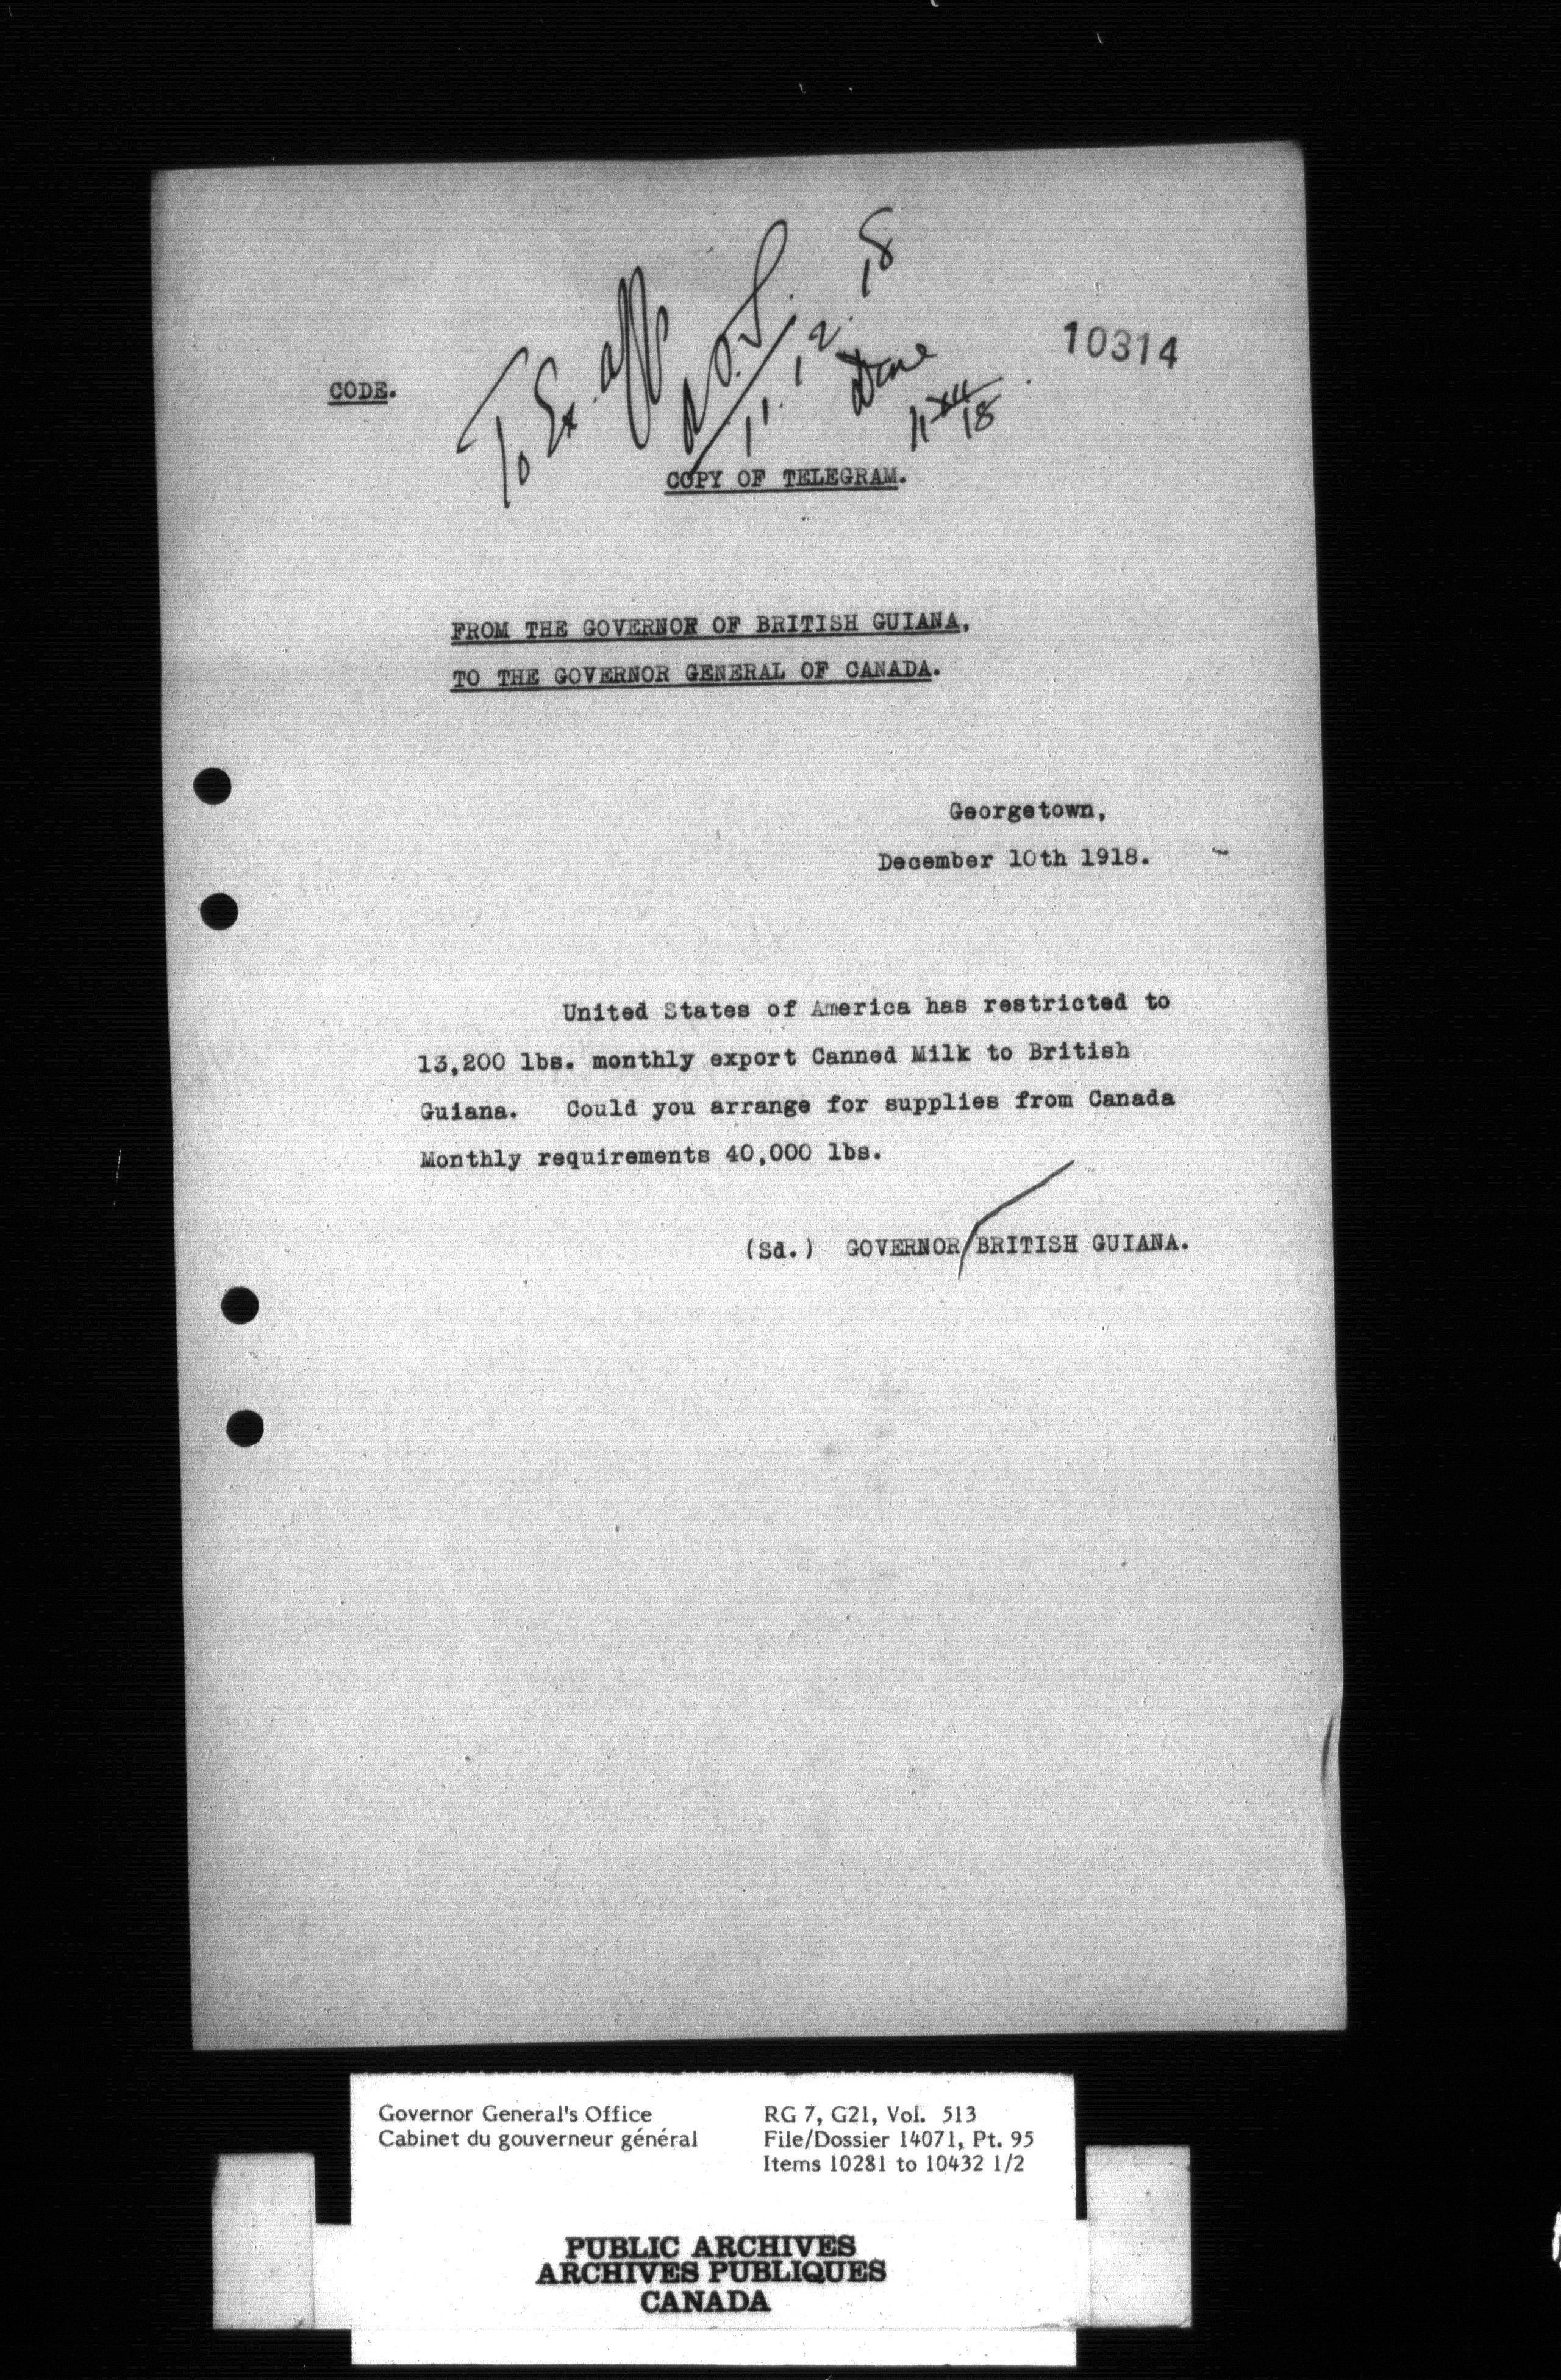 10314
CODE.
To Ex. affs
11.12.18
Done
11 XII 18
COPY OF TELEGRAM.
FROM THE GOVERNOR OF BRITISH GUIANA,
TO THE GOVERNOR GENERAL OF CANADA.
Georgetown,
December 10th 1918.
United States of America has restricted to
13,200 lbs. monthly export Canned Milk to British
Guiana. Could you arrange for supplies from Canada
Monthly requirements 40,000 lbs.
(Sd.) GOVERNOR/BRITISH GUIANA.
Governor General's Office
Cabinet du gouverneur général
RG 7, G21, Vol. 513
File/Dossier 14071, Pt. 95
Items 10281 to 10432 1/2
PUBLIC ARCHIVES
ARCHIVES PUBLIQUES
CANADA